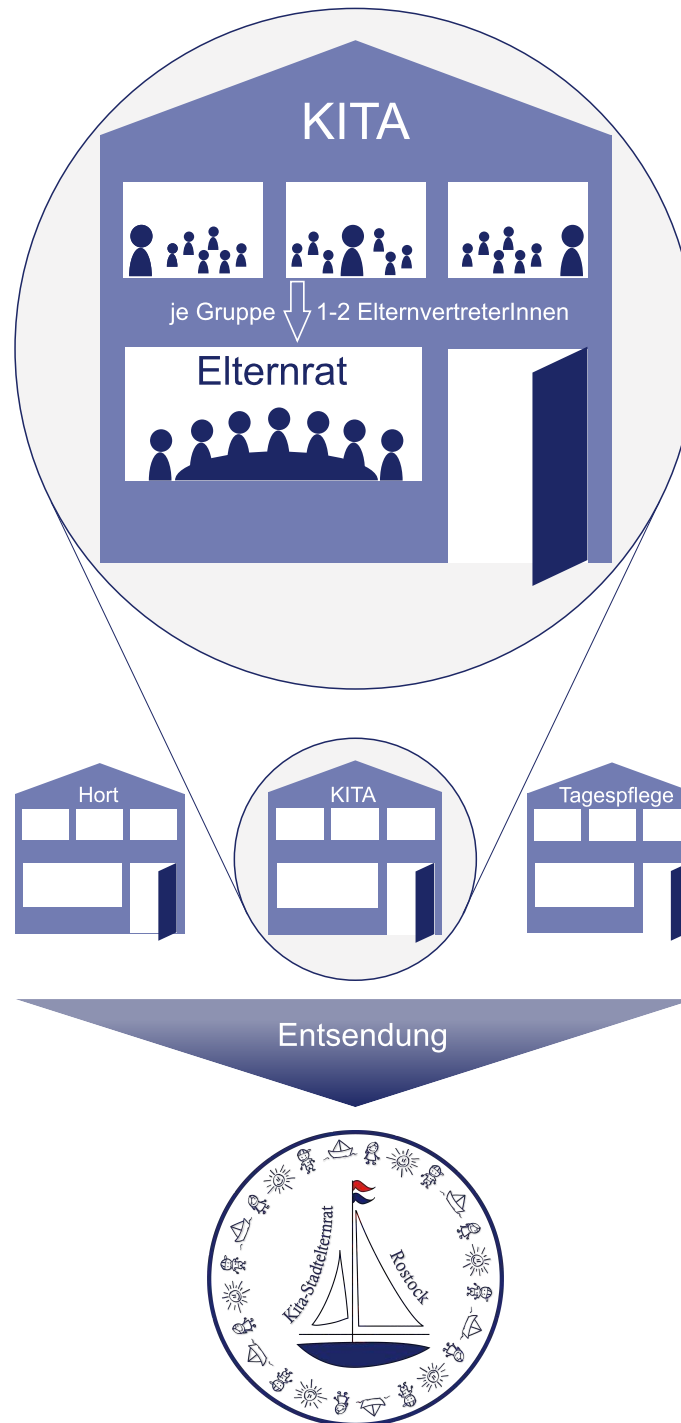 KITA
je Gruppe 1-2 ElternvertreterInnen
Elternrat
Hort
KITA
Tagespflege
Entsendung
Kita-Stadtelternrat
Rostock